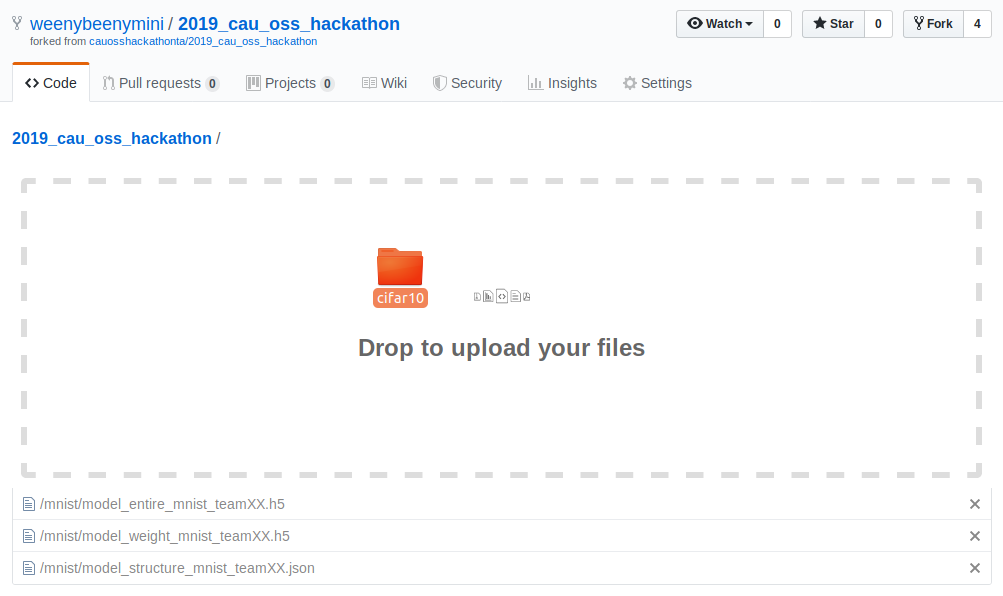 weenybeenymini / 2019_cau_oss_hackathon
Watch 0 Star 0 Fork 4
forked from cauosshackathonta/2019_cau_oss_hackathon
Code Pull requests 0 Projects 0 Wiki Security Insights Settings
2019_cau_oss_hackathon /
cifar10
Drop to upload your files
/mnist/model_entire_mnist_teamXX.h5
/mnist/model_weight_mnist_teamXX.h5
/mnist/model_structure_mnist_teamXX.json